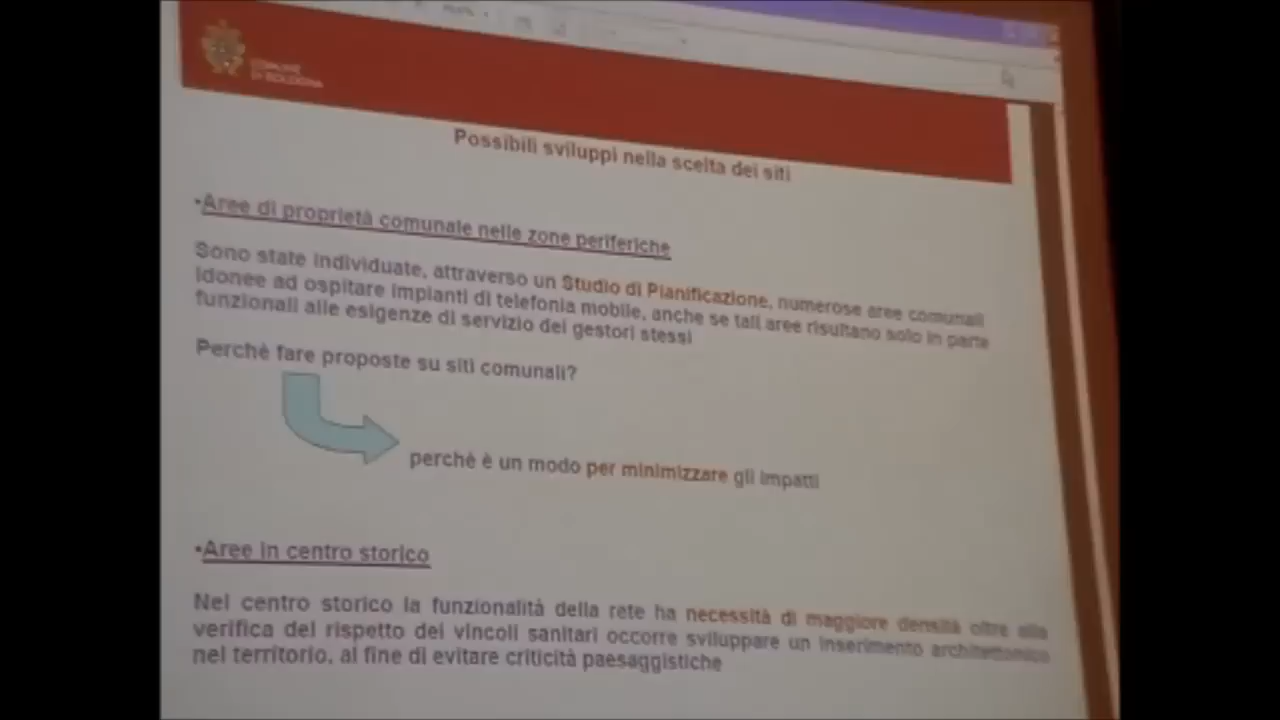 COMUNE
DI BOLOGNA
Possibili sviluppi nella scelta dei siti
•Aree di proprietà comunale nelle zone periferiche
Sono state individuate, attraverso un Studio di Pianificazione, numerose aree comunali
idonee ad ospitare impianti di telefonia mobile, anche se tali aree risultano solo in parte
funzionali alle esigenze di servizio dei gestori stessi
Perchè fare proposte su siti comunali?
perchè è un modo per minimizzare gli impatti
•Aree in centro storico
Nel centro storico la funzionalità della rete ha necessità di maggiore densità oltre alla
verifica del rispetto dei vincoli sanitari occorre sviluppare un inserimento architettonico
nel territorio, al fine di evitare criticità paesaggistiche